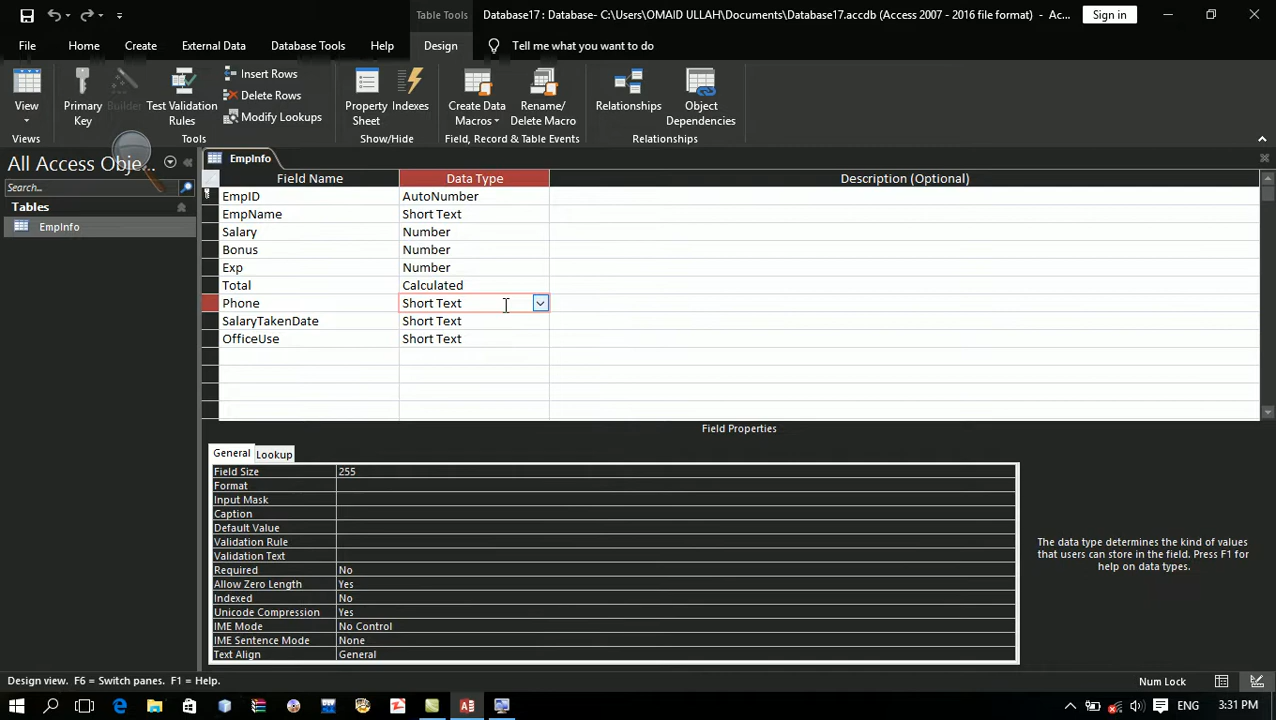 Table Tools
Database17 : Database- C:\Users\OMAID ULLAH\Documents\Database17.accdb (Access 2007 - 2016 file format) - Ac...
Sign in
File Home Create External Data Database Tools Help Design Tell me what you want to do
View
Primary Key
Builder
Test Validation Rules
Insert Rows
Delete Rows
Modify Lookups
Property Sheet
Indexes
Create Data Macros
Rename/ Delete Macro
Relationships
Object Dependencies
Views Tools Show/Hide Field, Record & Table Events Relationships
All Access Obje...
Search...
Tables
EmpInfo
EmpInfo
Field Name Data Type Description (Optional)
EmpID AutoNumber
EmpName Short Text
Salary Number
Bonus Number
Exp Number
Total Calculated
Phone Short Text
SalaryTakenDate Short Text
OfficeUse Short Text
Field Properties
General Lookup
Field Size 255
Format
Input Mask
Caption
Default Value
Validation Rule
Validation Text
Required No
Allow Zero Length Yes
Indexed No
Unicode Compression Yes
IME Mode No Control
IME Sentence Mode None
Text Align General
The data type determines the kind of values
that users can store in the field. Press F1 for
help on data types.
Design view. F6 = Switch panes. F1 = Help.
Num Lock
ENG 3:31 PM